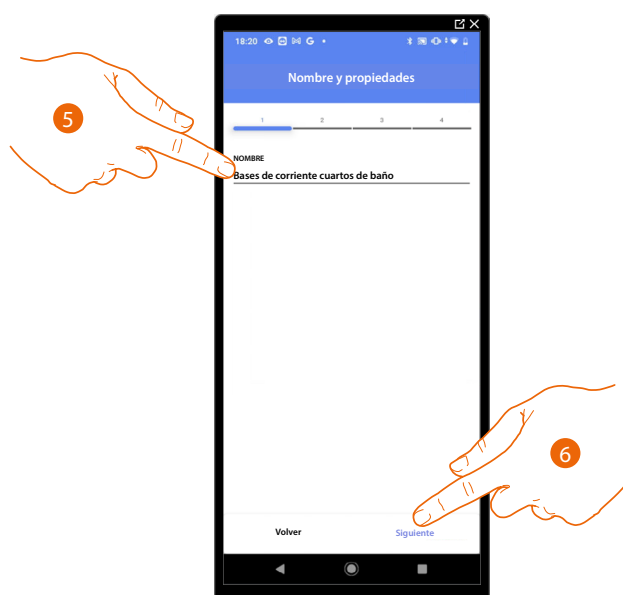 18:20 G
Nombre y propiedades
1 2 3 4
NOMBRE
Bases de corriente cuartos de baño
5
6
Volver Siguiente